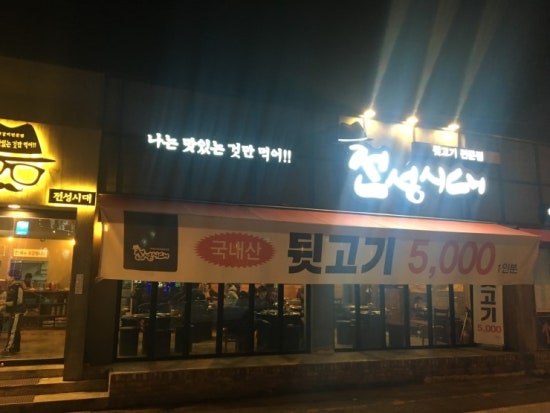 나는 맛있는 것만 먹어!!
뒷고기 전문점
전성시대
전성시대
국내산
뒷고기 5,000 1인분
고기
5,000